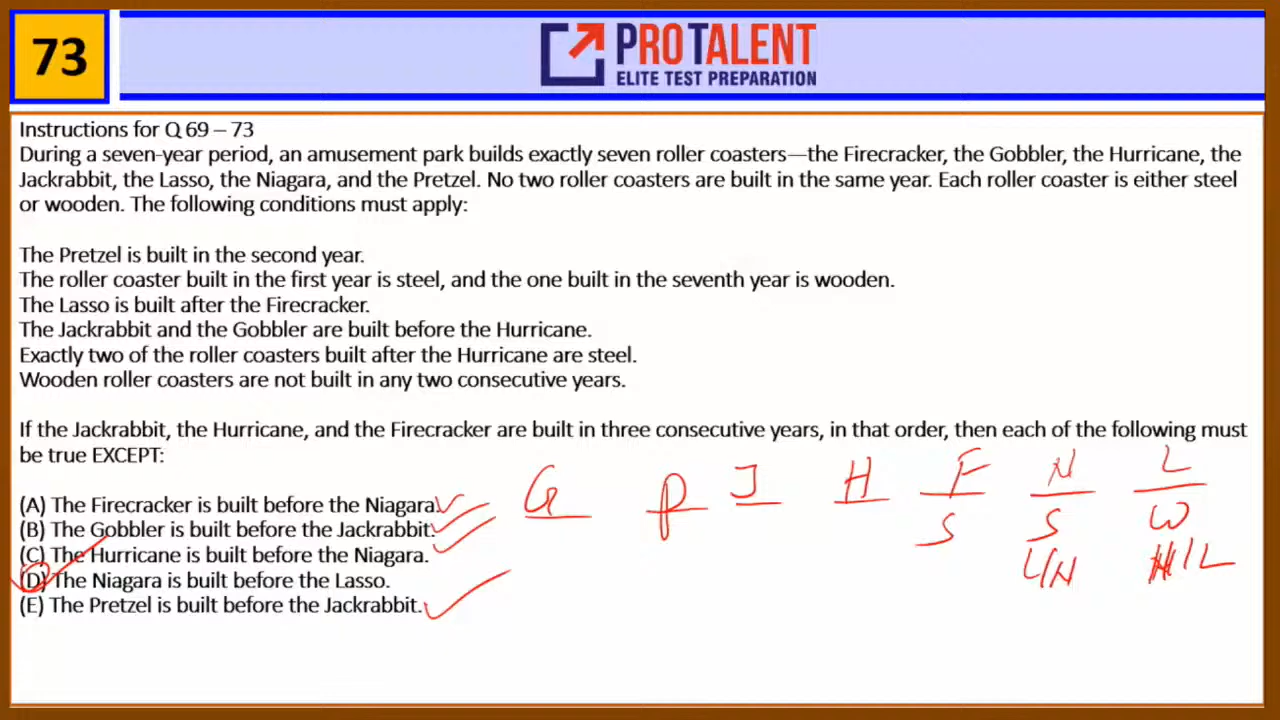 73
PROTALENT
ELITE TEST PREPARATION
Instructions for Q 69 – 73
During a seven-year period, an amusement park builds exactly seven roller coasters—the Firecracker, the Gobbler, the Hurricane, the
Jackrabbit, the Lasso, the Niagara, and the Pretzel. No two roller coasters are built in the same year. Each roller coaster is either steel
or wooden. The following conditions must apply:
The Pretzel is built in the second year.
The roller coaster built in the first year is steel, and the one built in the seventh year is wooden.
The Lasso is built after the Firecracker.
The Jackrabbit and the Gobbler are built before the Hurricane.
Exactly two of the roller coasters built after the Hurricane are steel.
Wooden roller coasters are not built in any two consecutive years.
If the Jackrabbit, the Hurricane, and the Firecracker are built in three consecutive years, in that order, then each of the following must
be true EXCEPT:
G P J H F N L
(A) The Firecracker is built before the Niagara.
(B) The Gobbler is built before the Jackrabbit.
S S W
(C) The Hurricane is built before the Niagara.
L/N /L
(D) The Niagara is built before the Lasso.
(E) The Pretzel is built before the Jackrabbit.